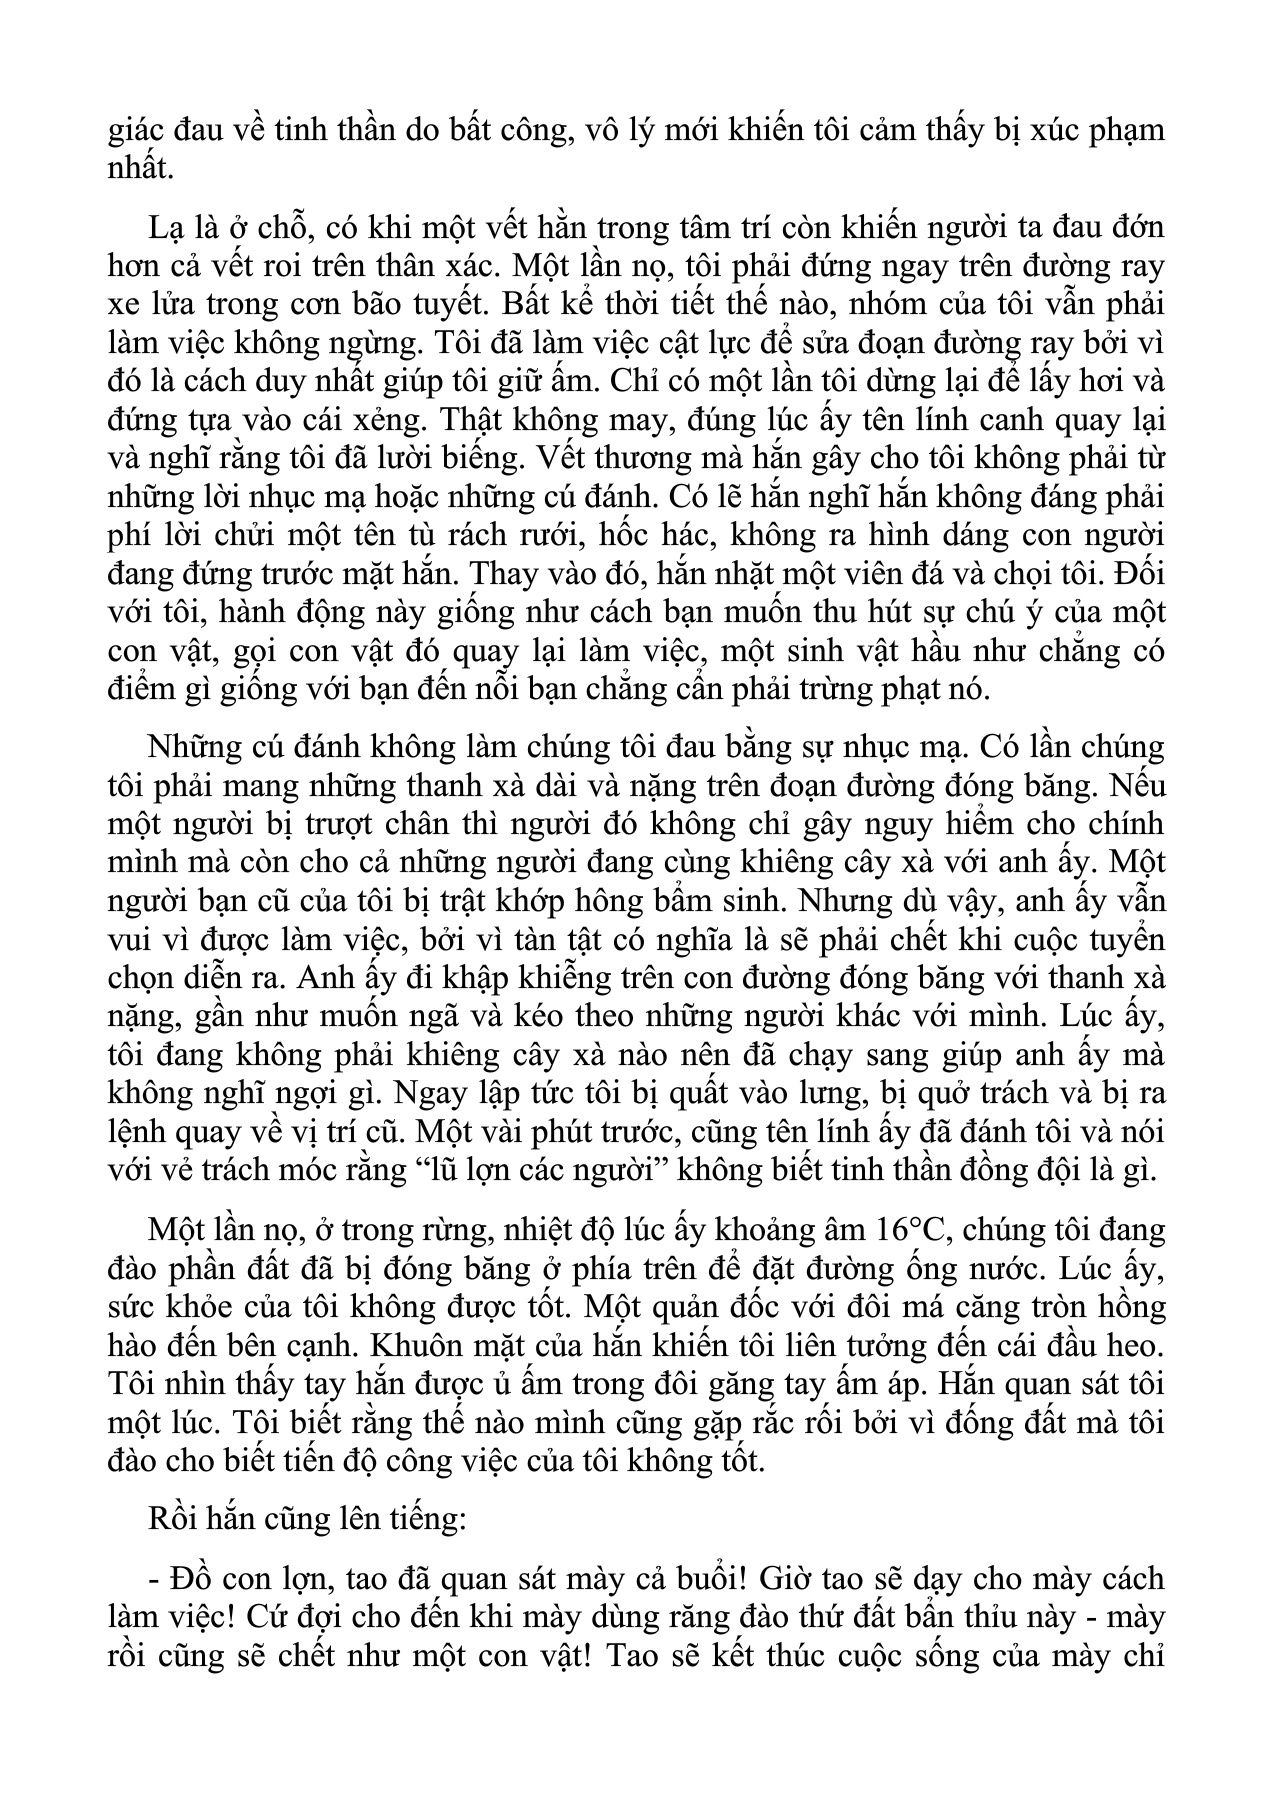 giác đau về tinh thần do bất công, vô lý mới khiến tôi cảm thấy bị xúc phạm
nhất.
Lạ là ở chỗ, có khi một vết hằn trong tâm trí còn khiến người ta đau đớn
hơn cả vết roi trên thân xác. Một lần nọ, tôi phải đứng ngay trên đường ray
xe lửa trong cơn bão tuyết. Bất kể thời tiết thế nào, nhóm của tôi vẫn phải
làm việc không ngừng. Tôi đã làm việc cật lực để sửa đoạn đường ray bởi vì
đó là cách duy nhất giúp tôi giữ ấm. Chỉ có một lần tôi dừng lại để lấy hơi và
đứng tựa vào cái xẻng. Thật không may, đúng lúc ấy tên lính canh quay lại
và nghĩ rằng tôi đã lười biếng. Vết thương mà hắn gây cho tôi không phải từ
những lời nhục mạ hoặc những cú đánh. Có lẽ hắn nghĩ hắn không đáng phải
phí lời chửi một tên tù rách rưới, hốc hác, không ra hình dáng con người
đang đứng trước mặt hắn. Thay vào đó, hắn nhặt một viên đá và chọi tôi. Đối
với tôi, hành động này giống như cách bạn muốn thu hút sự chú ý của một
con vật, gọi con vật đó quay lại làm việc, một sinh vật hầu như chẳng có
điểm gì giống với bạn đến nỗi bạn chẳng cẩn phải trừng phạt nó.
Những cú đánh không làm chúng tôi đau bằng sự nhục mạ. Có lần chúng
tôi phải mang những thanh xà dài và nặng trên đoạn đường đóng băng. Nếu
một người bị trượt chân thì người đó không chỉ gây nguy hiểm cho chính
mình mà còn cho cả những người đang cùng khiêng cây xà với anh ấy. Một
người bạn cũ của tôi bị trật khớp hông bẩm sinh. Nhưng dù vậy, anh ấy vẫn
vui vì được làm việc, bởi vì tàn tật có nghĩa là sẽ phải chết khi cuộc tuyển
chọn diễn ra. Anh ấy đi khập khiễng trên con đường đóng băng với thanh xà
nặng, gần như muốn ngã và kéo theo những người khác với mình. Lúc ấy,
tôi đang không phải khiêng cây xà nào nên đã chạy sang giúp anh ấy mà
không nghĩ ngợi gì. Ngay lập tức tôi bị quất vào lưng, bị quở trách và bị ra
lệnh quay về vị trí cũ. Một vài phút trước, cũng tên lính ấy đã đánh tôi và nói
với vẻ trách móc rằng “lũ lợn các người” không biết tinh thần đồng đội là gì.
Một lần nọ, ở trong rừng, nhiệt độ lúc ấy khoảng âm 16°C, chúng tôi đang
đào phần đất đã bị đóng băng ở phía trên để đặt đường ống nước. Lúc ấy,
sức khỏe của tôi không được tốt. Một quản đốc với đôi má căng tròn hồng
hào đến bên cạnh. Khuôn mặt của hắn khiến tôi liên tưởng đến cái đầu heo.
Tôi nhìn thấy tay hắn được ủ ấm trong đôi găng tay ấm áp. Hắn quan sát tôi
một lúc. Tôi biết rằng thế nào mình cũng gặp rắc rối bởi vì đống đất mà tôi
đào cho biết tiến độ công việc của tôi không tốt.
Rồi hắn cũng lên tiếng:
- Đồ con lợn, tao đã quan sát mày cả buổi! Giờ tao sẽ dạy cho mày cách
làm việc! Cứ đợi cho đến khi mày dùng răng đào thứ đất bẩn thỉu này - mày
rồi cũng sẽ chết như một con vật! Tao sẽ kết thúc cuộc sống của mày chỉ